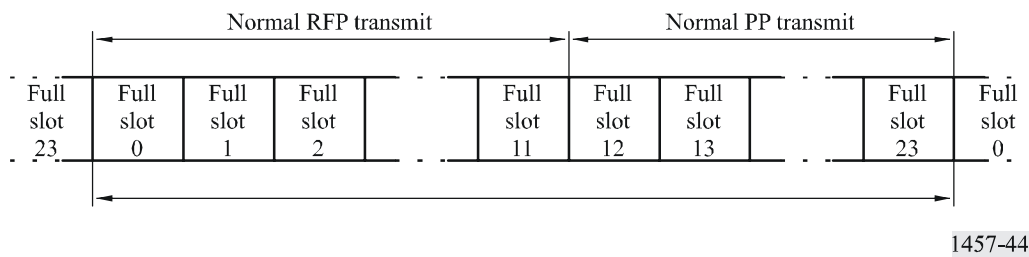 Normal RFP transmit Normal PP transmit
Full Full Full Full Full Full Full Full Full
slot slot slot slot slot slot slot slot slot
23 0 1 2 11 12 13 23 0
1457-44